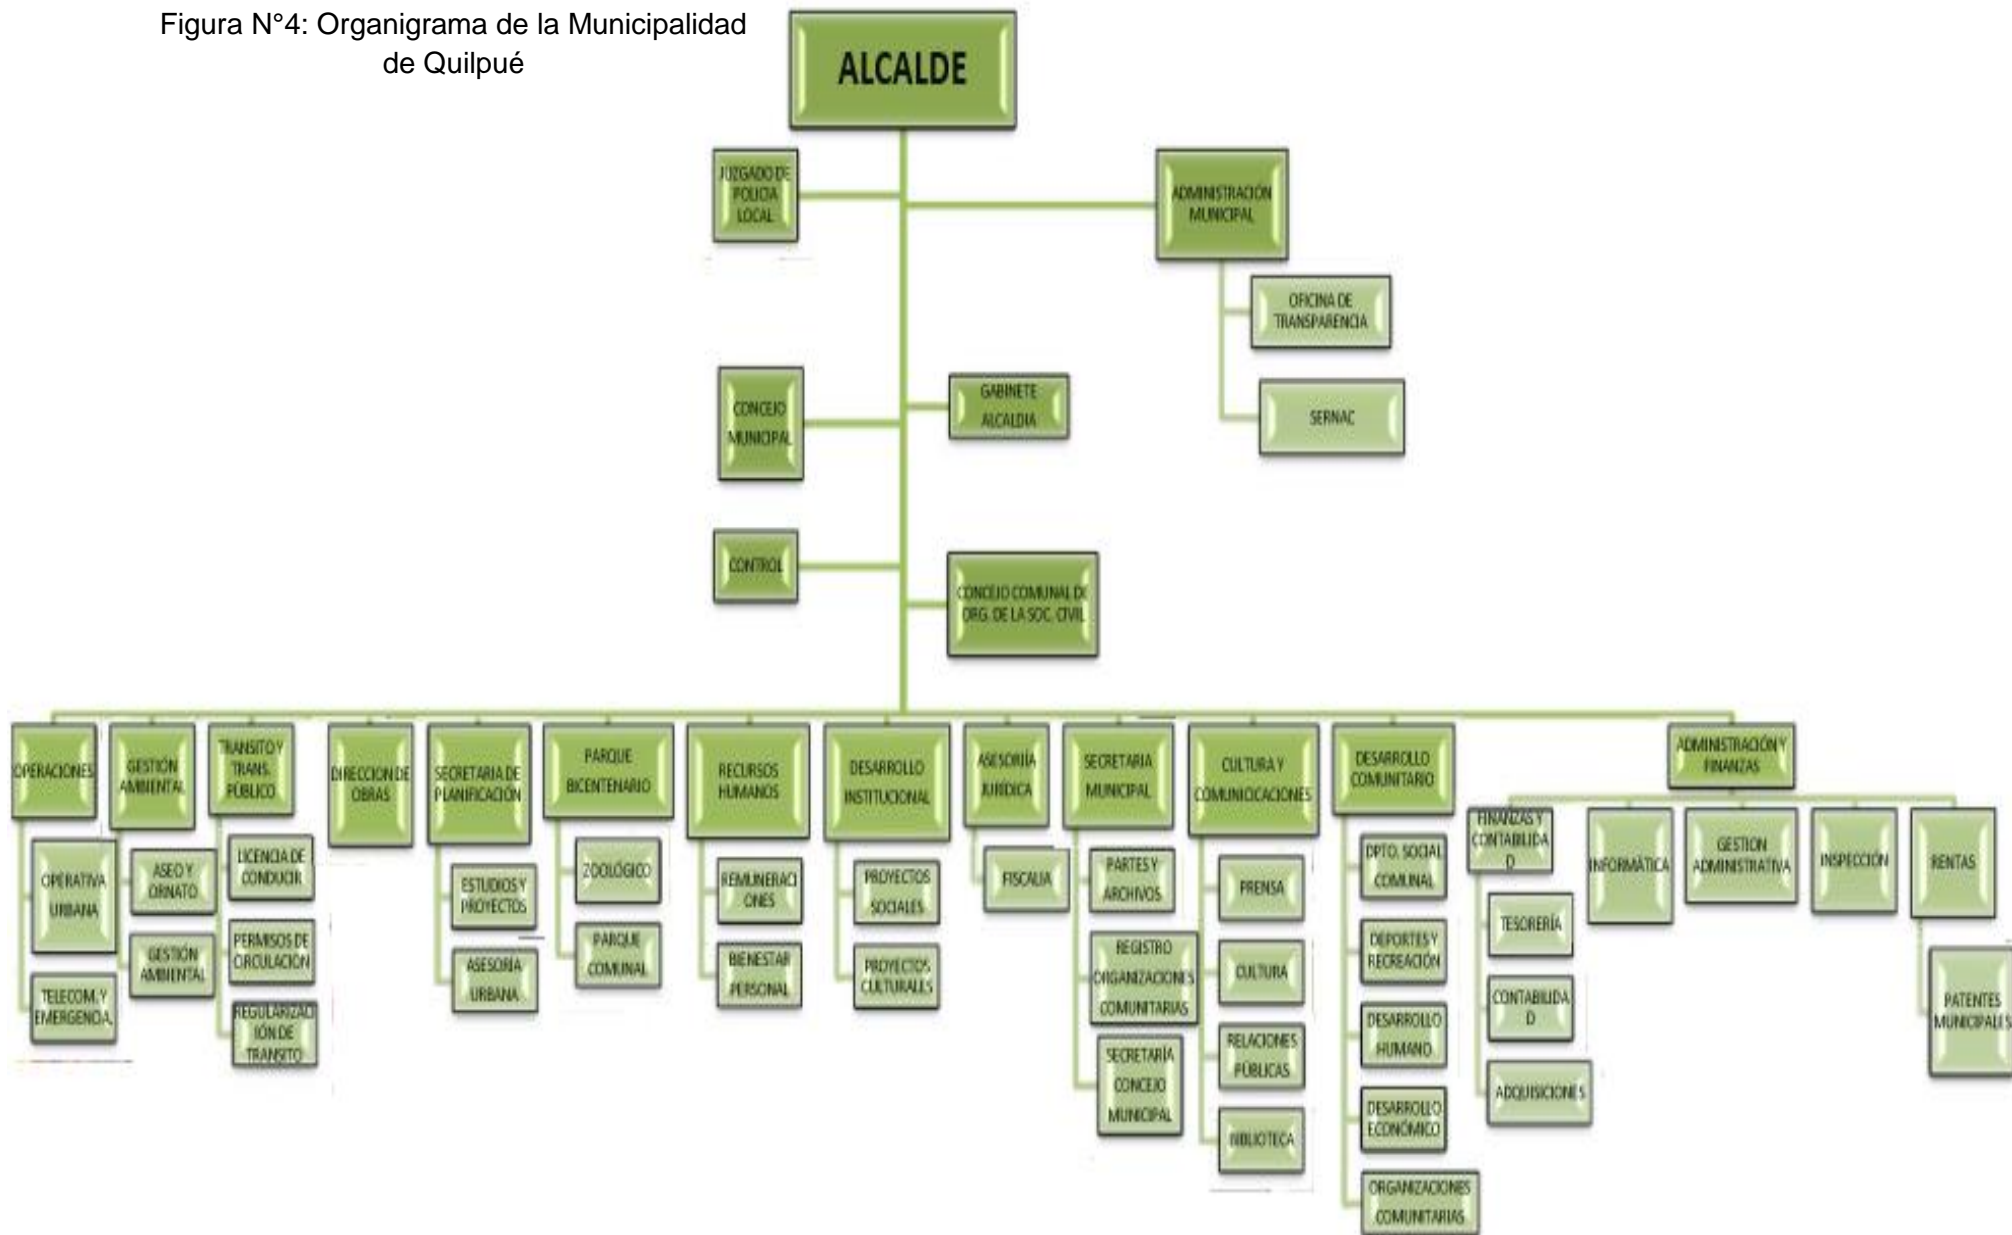 Figura N°4: Organigrama de la Municipalidad
de Quilpué
ALCALDE
JUZGADO DE
POLICIA
LOCAL
ADMINISTRACIÓN
MUNICIPAL
OFICINA DE
TRANSPARENCIA
SERNAC
CONCEJO
MUNICIPAL
GABINETE
ALCALDIA
CONTROL
CONCEJO COMUNAL DE
ORG. DE LA SOC. CIVIL
OPERACIONES
OPERATIVA
URBANA
TELECOM. Y
EMERGENCIA.
GESTIÓN
AMBIENTAL
ASEO Y
ORNATO
GESTIÓN
AMBIENTAL
TRANSITO Y
TRANS.
PÚBLICO
LICENCIA DE
CONDUCIR
PERMISOS DE
CIRCULACION
REGULARIZAC
IÓN DE
TRANSITO
DIRECCION DE
OBRAS
SECRETARIA DE
PLANIFICACIÓN
ESTUDIOS Y
PROYECTOS
ASESORIA
URBANA
PARQUE
BICENTENARIO
ZOOLÓGICO
PARQUE
COMUNAL
RECURSOS
HUMANOS
REMUNERACI
ONES
BIENESTAR
PERSONAL
DESARROLLO
INSTITUCIONAL
PROYECTOS
SOCIALES
PROYECTOS
CULTURALES
ASESORIÍA
JURÍDICA
FISCALIA
SECRETARIA
MUNICIPAL
PARTES Y
ARCHIVOS
REGISTRO
ORGANIZACIONES
COMUNITARIAS
SECRETARÍA
CONCEJO
MUNICIPAL
CULTURA Y
COMUNIOCACIONES
PRENSA
CULTURA
RELACIONES
PÚBLICAS
BIBLIOTECA
DESARROLLO
COMUNITARIO
DPTO. SOCIAL
COMUNAL
DEPORTES Y
RECREACIÓN
DESARROLLO
HUMANO
DESARROLLO
ECONÓMICO
ORGANIZACIONES
COMUNITARIAS
ADMINISTRACIÓN Y
FINANZAS
FINANZAS Y
CONTABILIDA
D
TESORERÍA
CONTABILIDA
D
ADQUISICIONES
INFORMÁTICA
GESTION
ADMINISTRATIVA
INSPECCIÓN
RENTAS
PATENTES
MUNICIPALES